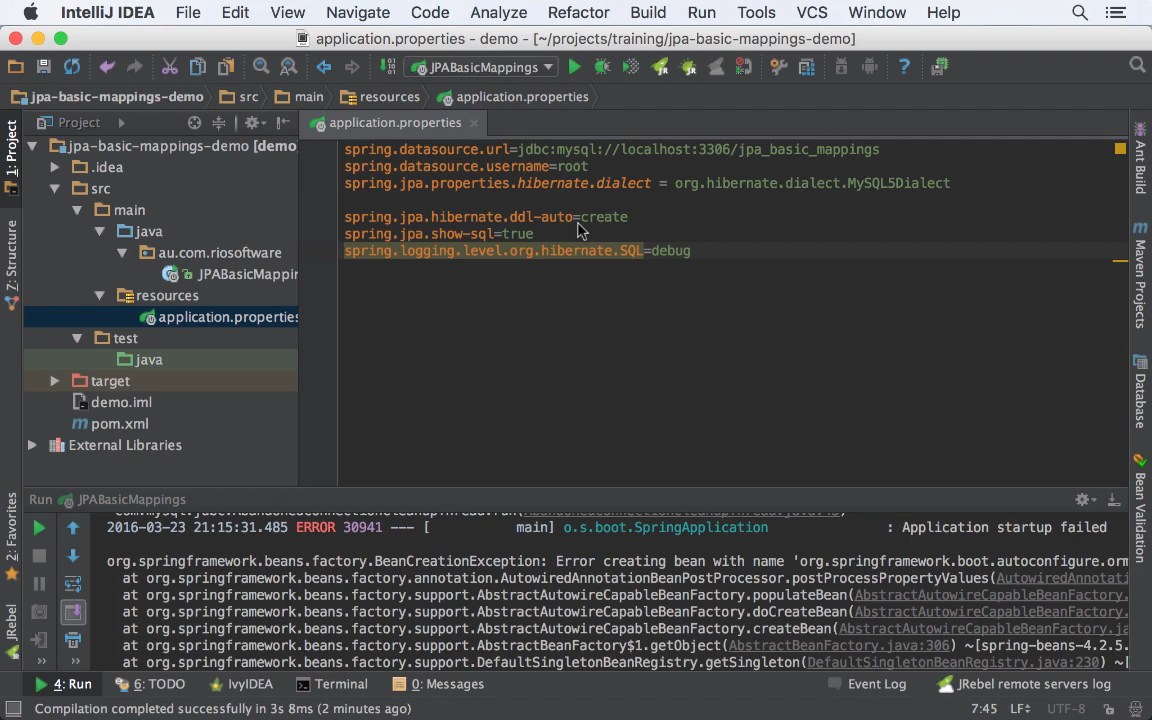 IntelliJ IDEA File Edit View Navigate Code Analyze Refactor Build Run Tools VCS Window Help
application.properties - demo - [~/projects/training/jpa-basic-mappings-demo]
JPABasicMappings
jpa-basic-mappings-demo src main resources application.properties
Project
application.properties
1: Project
Z: Structure
2: Favorites
JRebel
jpa-basic-mappings-demo [demo
.idea
src
main
java
au.com.riosoftware
JPABasicMappin
resources
application.properties
test
java
target
demo.iml
pom.xml
External Libraries
spring.datasource.url=jdbc:mysql://localhost:3306/jpa_basic_mappings
spring.datasource.username=root
spring.jpa.properties.hibernate.dialect = org.hibernate.dialect.MySQL5Dialect
spring.jpa.hibernate.ddl-auto=create
spring.jpa.show-sql=true
spring.logging.level.org.hibernate.SQL=debug
Ant Build
Maven Projects
Database
Bean Validation
Run JPABasicMappings
2016-03-23 21:15:31.485 ERROR 30941 --- [ main] o.s.boot.SpringApplication : Application startup failed
org.springframework.beans.factory.BeanCreationException: Error creating bean with name 'org.springframework.boot.autoconfigure.orm
at org.springframework.beans.factory.annotation.AutowiredAnnotationBeanPostProcessor.postProcessPropertyValues(AutowiredAnnotati
at org.springframework.beans.factory.support.AbstractAutowireCapableBeanFactory.populateBean(AbstractAutowireCapableBeanFactory.
at org.springframework.beans.factory.support.AbstractAutowireCapableBeanFactory.doCreateBean(AbstractAutowireCapableBeanFactory.
at org.springframework.beans.factory.support.AbstractAutowireCapableBeanFactory.createBean(AbstractAutowireCapableBeanFactory.ja
at org.springframework.beans.factory.support.AbstractBeanFactory$1.getObject(AbstractBeanFactory.java:306) ~[spring-beans-4.2.5.
at org.springframework.beans.factory.support.DefaultSingletonBeanRegistry.getSingleton(DefaultSingletonBeanRegistry.java:230) ~[
4: Run 6: TODO IvyIDEA Terminal 0: Messages Event Log JRebel remote servers log
Compilation completed successfully in 3s 8ms (2 minutes ago) 7:45 LF UTF-8